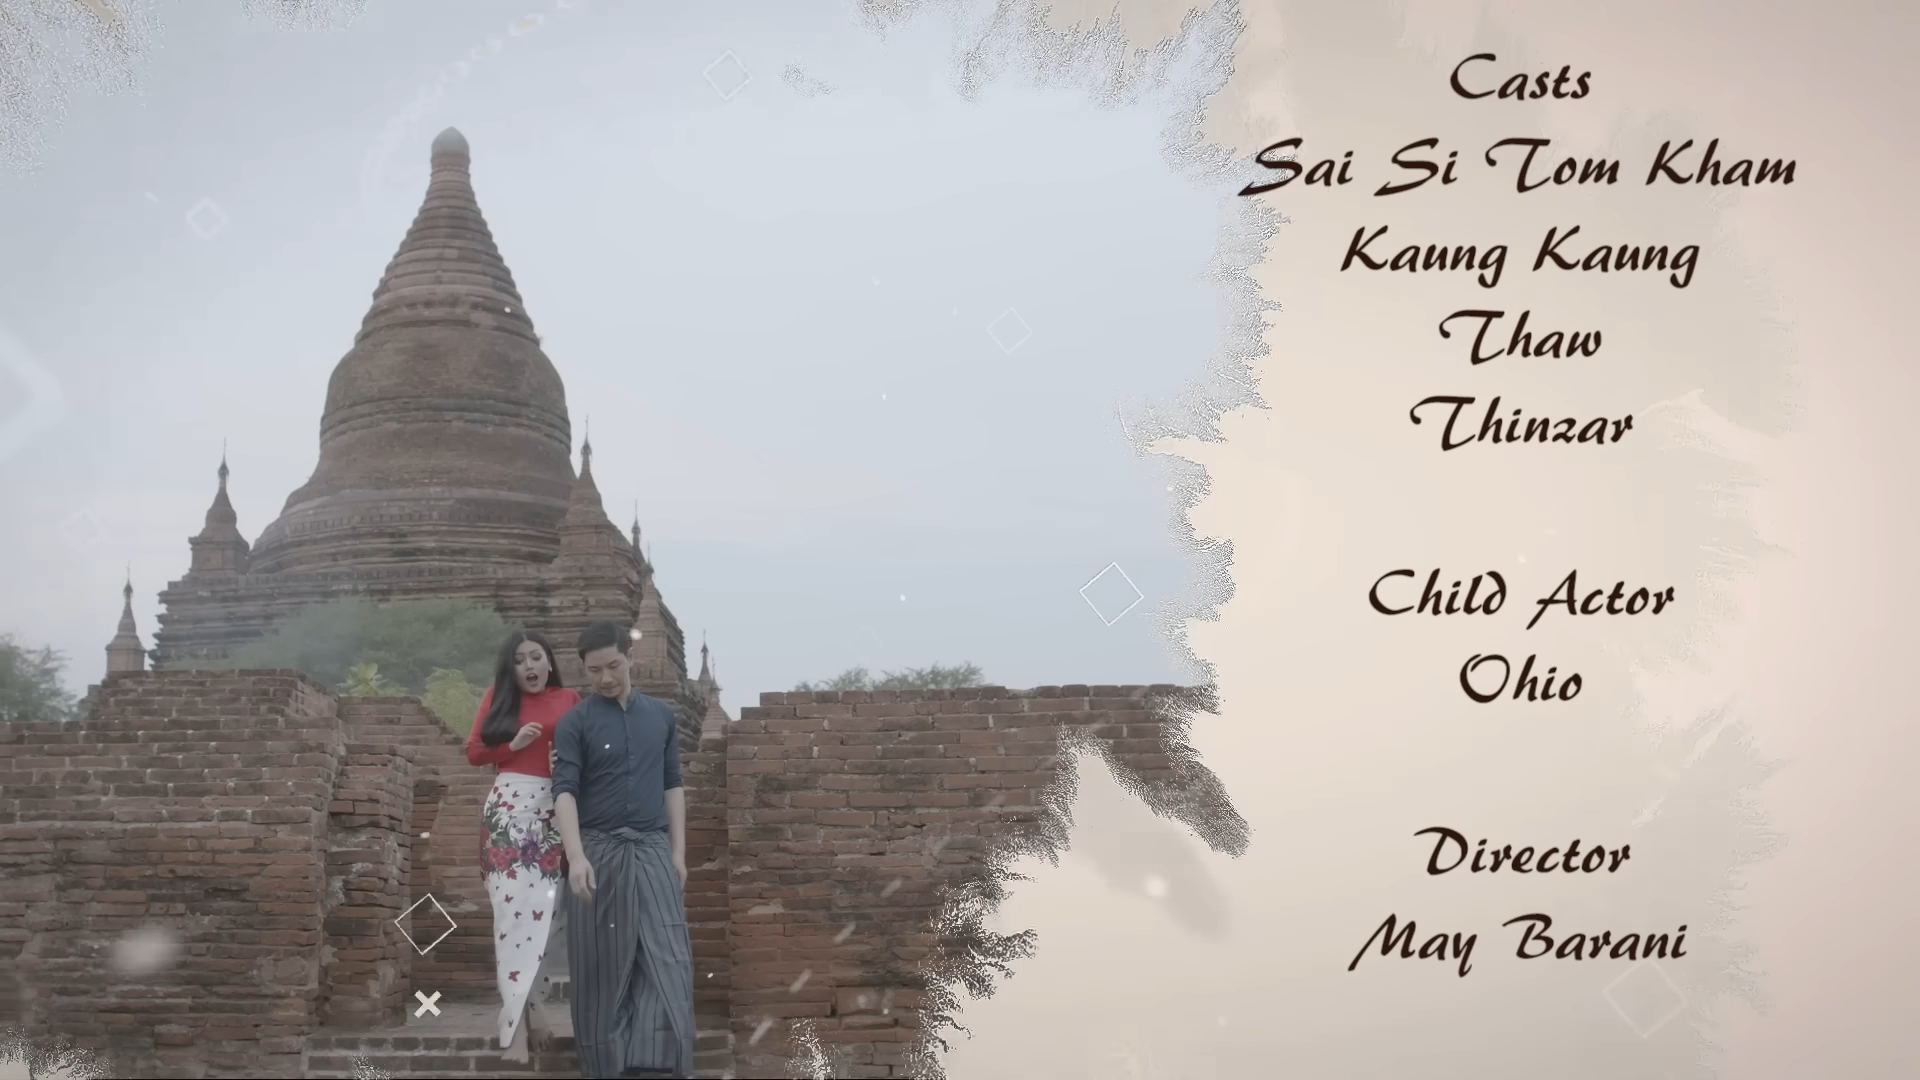 Casts
Sai Si Tom Kham
Kaung Kaung
Thaw
Thinzar
Child Actor
Ohio
Director
May Barani